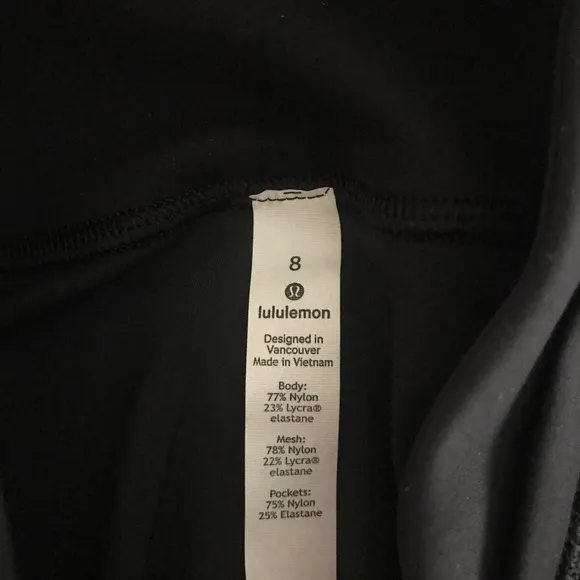 8
lululemon
Designed in
Vancouver
Made in Vietnam
Body:
77% Nylon
23% Lycra®
elastane
Mesh:
78% Nylon
22% Lycra®
elastane
Pockets:
75% Nylon
25% Elastane